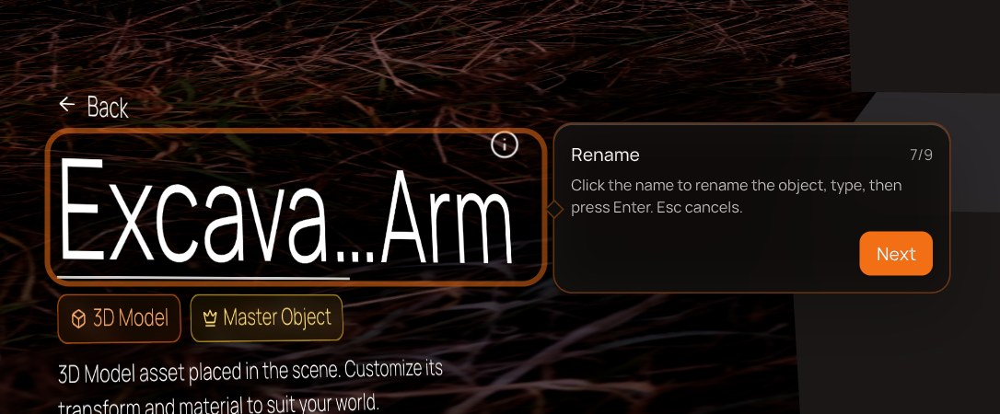 Back
Excava...Arm
Rename
7/9
Click the name to rename the object, type, then
press Enter. Esc cancels.
Next
3D Model
Master Object
3D Model asset placed in the scene. Customize its
transform and material to suit your world.